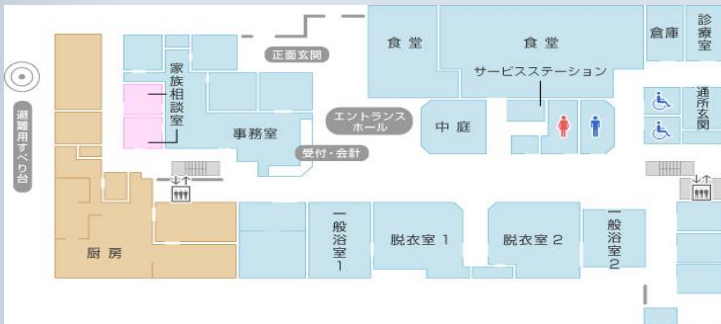 正面玄関
食堂
食堂
倉庫
診療室
家族相談室
サービスステーション
エントランス
ホール
中庭
通所玄関
避難用すべり台
事務室
受付・会計
厨房
一般浴室1
脱衣室1
脱衣室2
一般浴室2